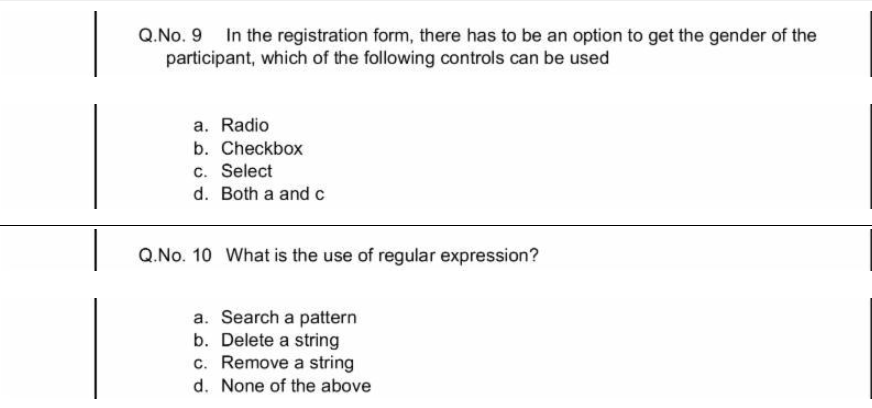 Q.No. 9 In the registration form, there has to be an option to get the gender of the
participant, which of the following controls can be used
a. Radio
b. Checkbox
c. Select
d. Both a and c
Q.No. 10 What is the use of regular expression?
a. Search a pattern
b. Delete a string
c. Remove a string
d. None of the above